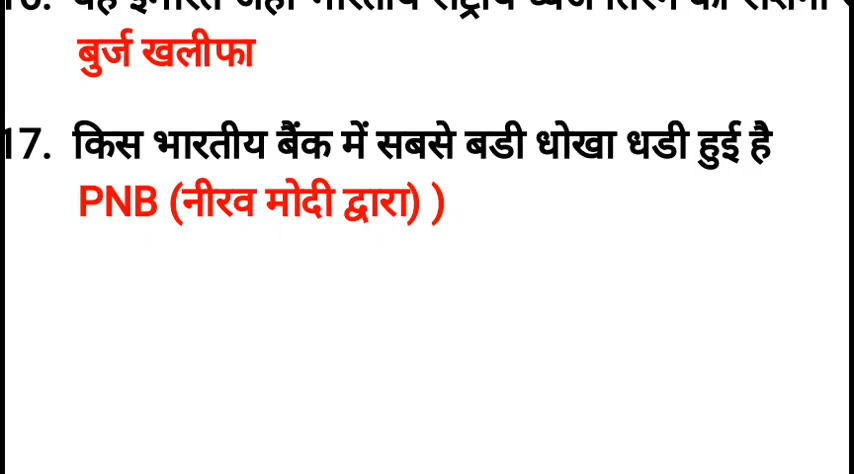 बुर्ज खलीफा
17. किस भारतीय बैंक में सबसे बडी धोखा धडी हुई है
PNB (नीरव मोदी द्वारा) )